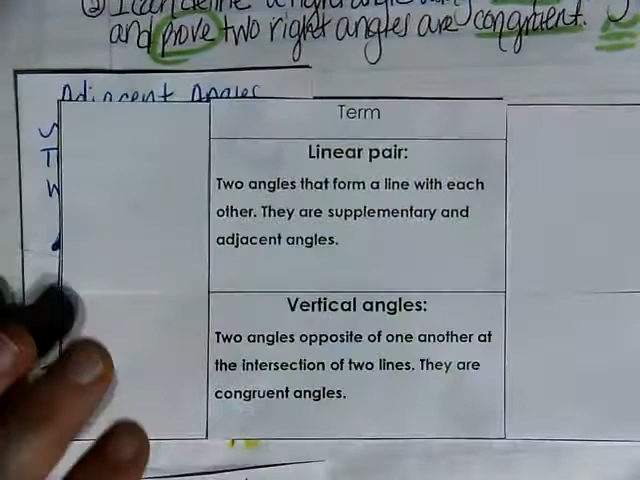 and prove two right angles are congruent.
Adjacent Angles
Term
Linear pair:
Two angles that form a line with each
other. They are supplementary and
adjacent angles.
Vertical angles:
Two angles opposite of one another at
the intersection of two lines. They are
congruent angles.